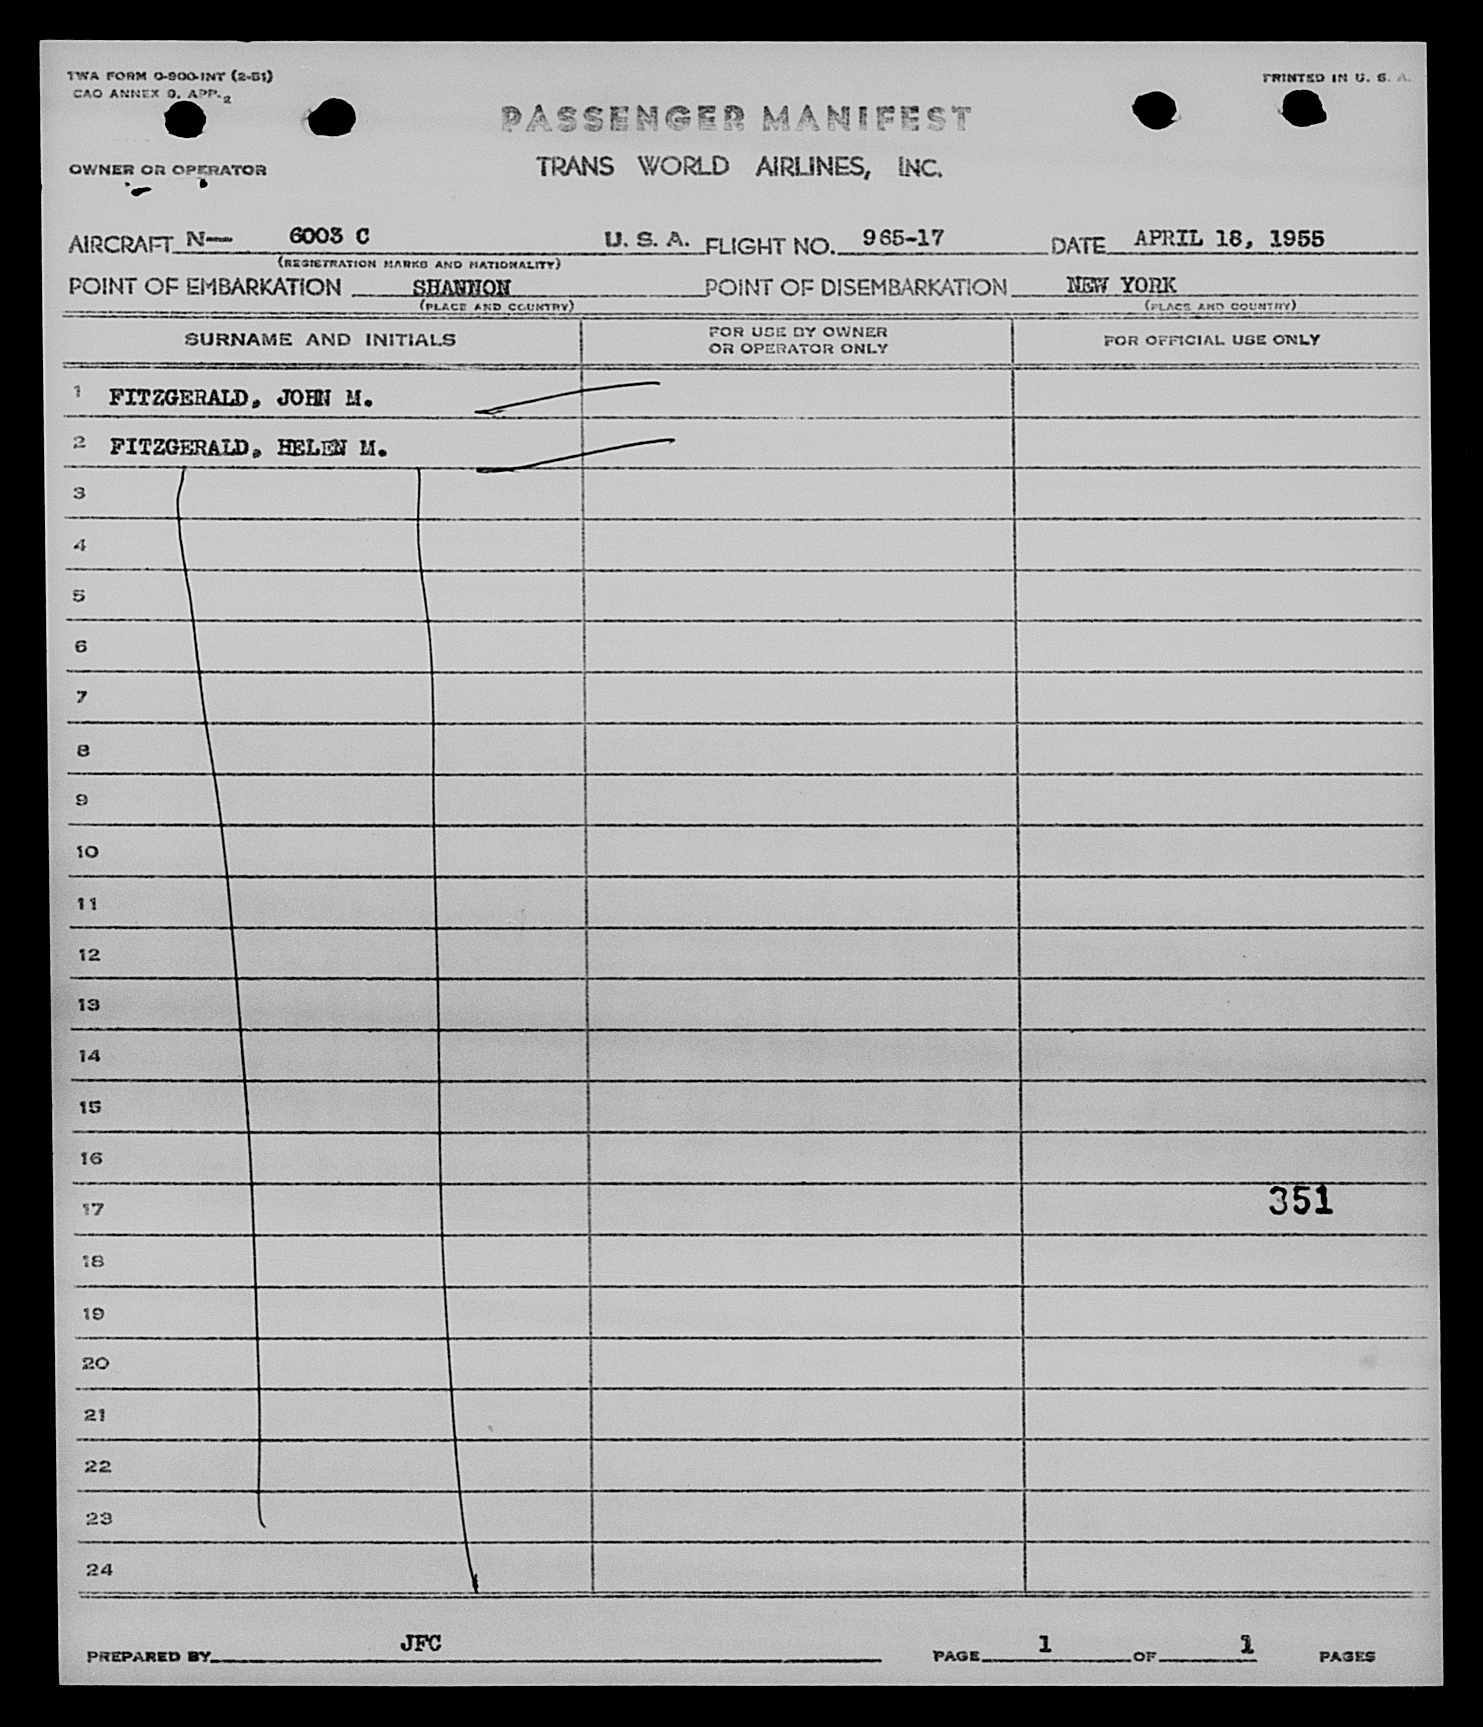 TWA FORM O-900-INT (2-51)
PRINTED IN U. S. A.
CAO ANNEX 9, APP. 2
PASSENGER MANIFEST
OWNER OR OPERATOR
TRANS WORLD AIRLINES, INC.
AIRCRAFT N— 6003 C U. S. A. FLIGHT NO. 965-17 DATE APRIL 18, 1955
(REGISTRATION MARKS AND NATIONALITY)
POINT OF EMBARKATION SHANNON POINT OF DISEMBARKATION NEW YORK
(PLACE AND COUNTRY) (PLACE AND COUNTRY)
SURNAME AND INITIALS
FOR USE BY OWNER
OR OPERATOR ONLY
FOR OFFICIAL USE ONLY
1 FITZGERALD, JOHN M.
2 FITZGERALD, HELEN M.
3
4
5
6
7
8
9
10
11
12
13
14
15
16
17 351
18
19
20
21
22
23
24
PREPARED BY JFC PAGE 1 OF 1 PAGES